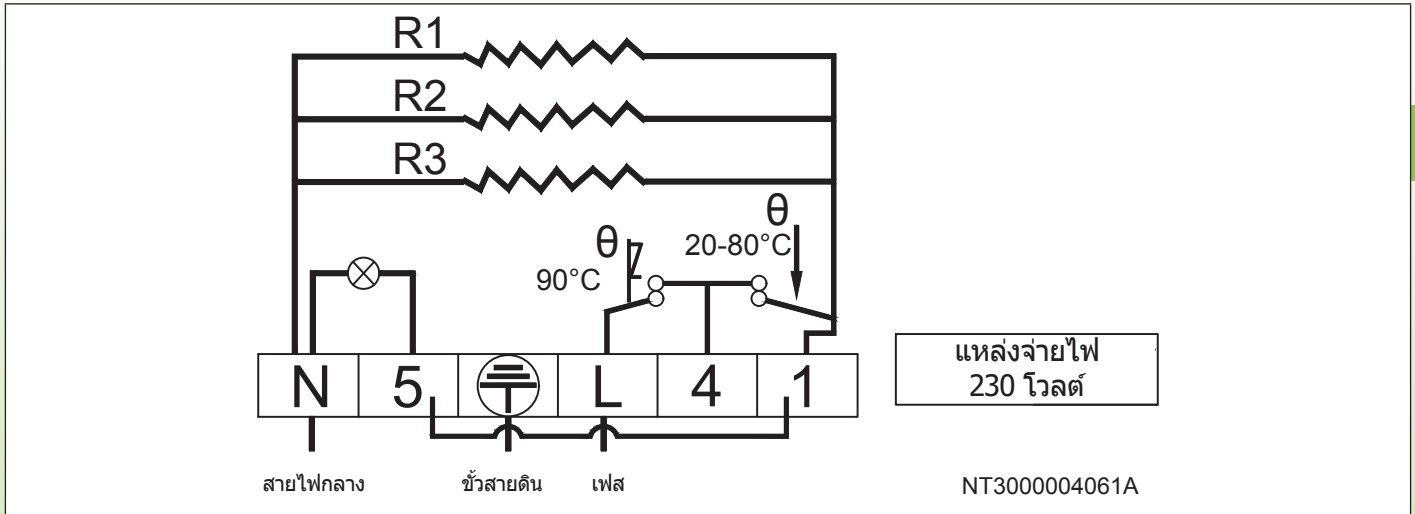 R1
R2
R3
θ
θ
20-80°C
90°C
N 5 L 4 1
แหล่งจ่ายไฟ
230 โวลต์
สายไฟกลาง ขั้วสายดิน เฟส
NT3000004061A